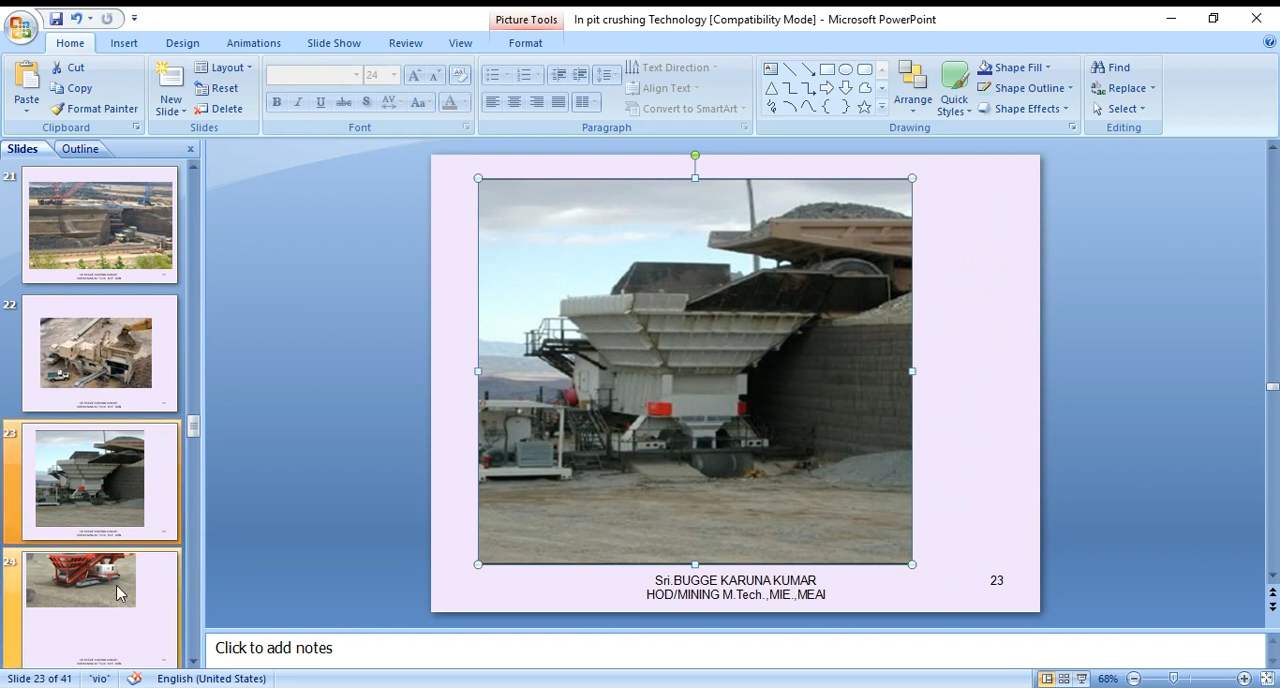 Picture Tools
In pit crushing Technology [Compatibility Mode] - Microsoft PowerPoint
Home
Insert
Design
Animations
Slide Show
Review
View
Format
Paste
Cut
Copy
Format Painter
Clipboard
New
Slide
Layout
Reset
Delete
Slides
24
B I U abc S AV Aa A
Font
Text Direction
Align Text
Convert to SmartArt
Paragraph
Arrange
Quick
Styles
Shape Fill
Shape Outline
Shape Effects
Drawing
Find
Replace
Select
Editing
Slides
Outline
21
22
23
24
Sri.BUGGE KARUNA KUMAR
HOD/MINING M.Tech.,MIE.,MEAI
23
Click to add notes
Slide 23 of 41
"vio"
English (United States)
68%